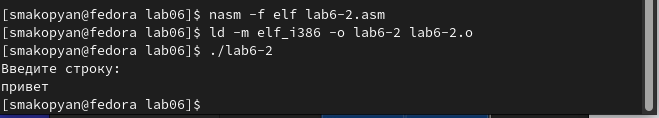 [smakopyan@fedora lab06]$ nasm -f elf lab6-2.asm
[smakopyan@fedora lab06]$ ld -m elf_i386 -o lab6-2 lab6-2.o
[smakopyan@fedora lab06]$ ./lab6-2
Введите строку:
привет
[smakopyan@fedora lab06]$